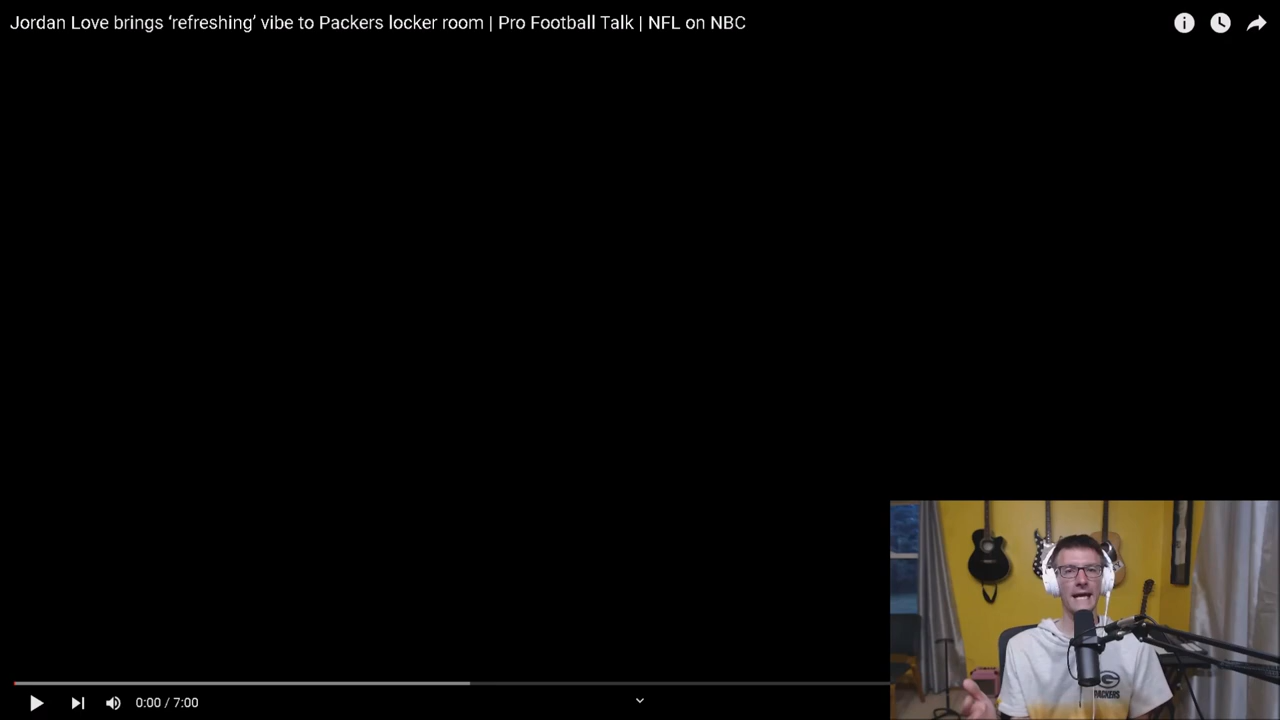 Jordan Love brings ‘refreshing’ vibe to Packers locker room | Pro Football Talk | NFL on NBC
0:00 / 7:00
G
PACKERS